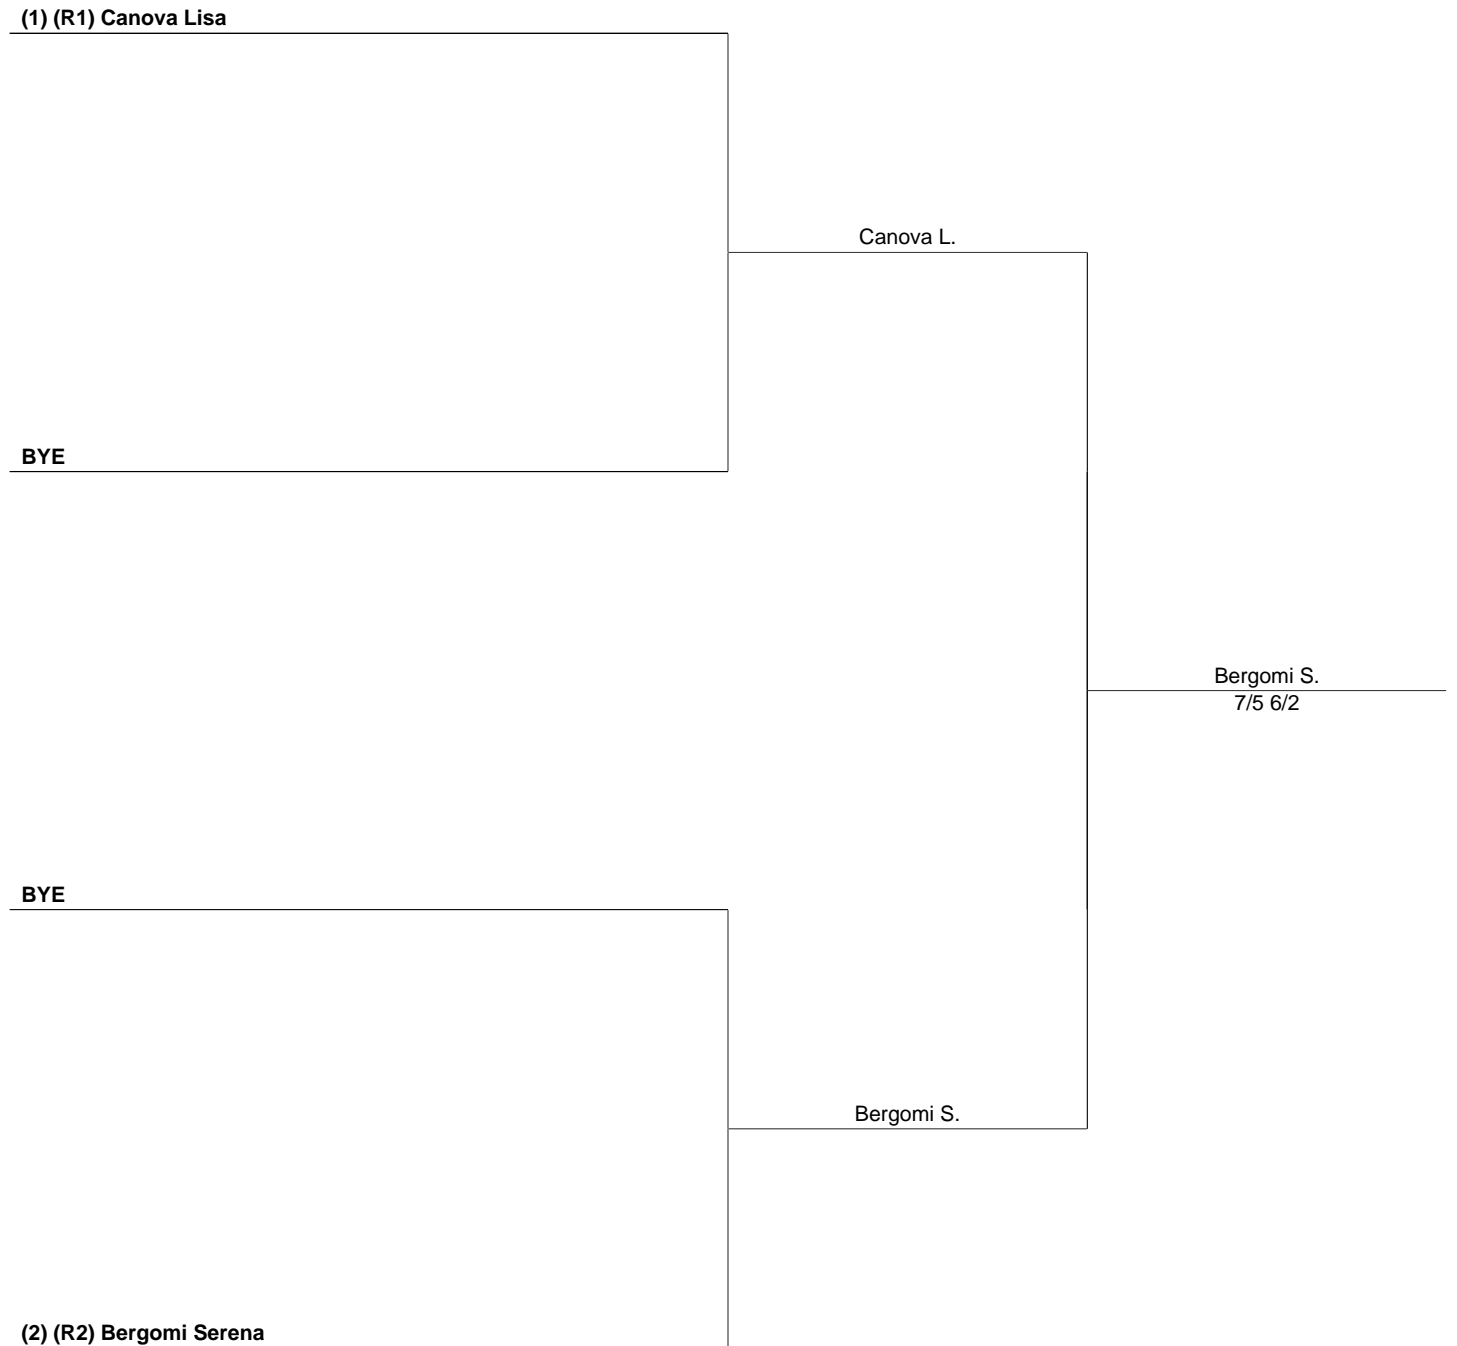 (1) (R1) Canova Lisa
Canova L.
BYE
Bergomi S.
7/5 6/2
BYE
Bergomi S.
(2) (R2) Bergomi Serena